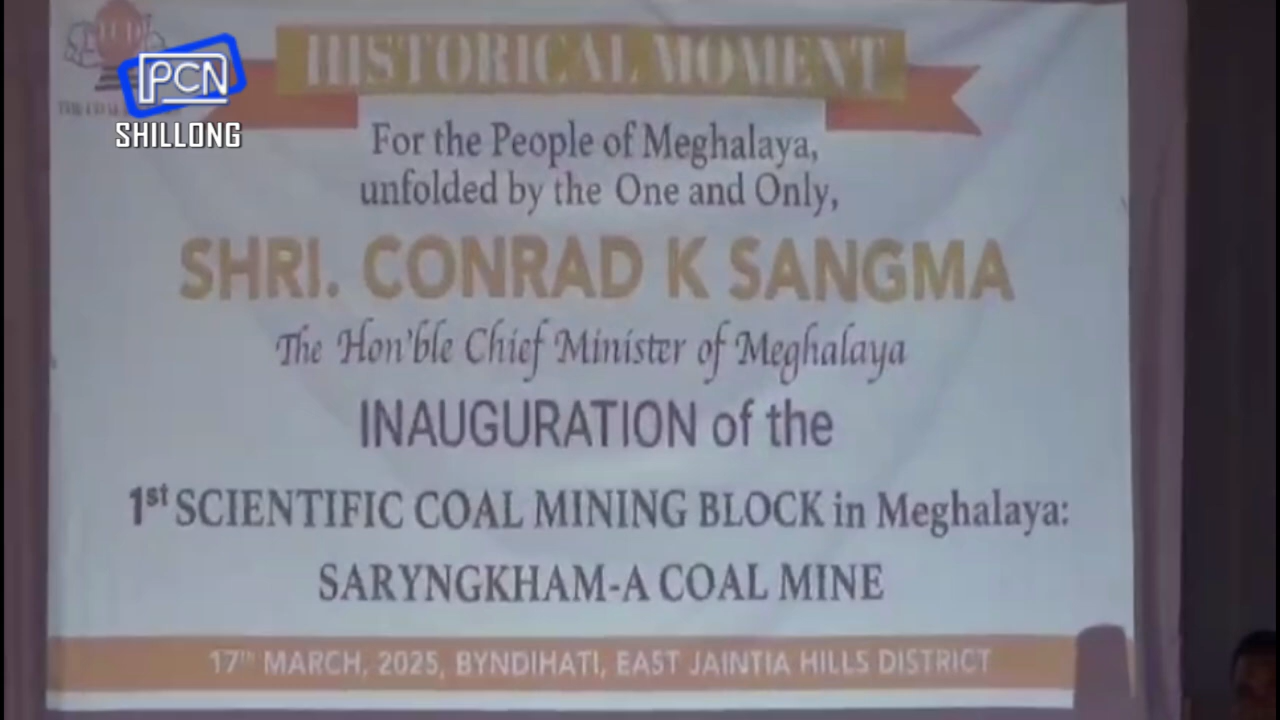 PCN
SHILLONG
HISTORICAL MOMENT
For the People of Meghalaya,
unfolded by the One and Only,
SHRI. CONRAD K SANGMA
The Hon'ble Chief Minister of Meghalaya
INAUGURATION of the
1st SCIENTIFIC COAL MINING BLOCK in Meghalaya:
SARYNGKHAM-A COAL MINE
17th MARCH, 2025, BYNDIHATI, EAST JAINTIA HILLS DISTRICT